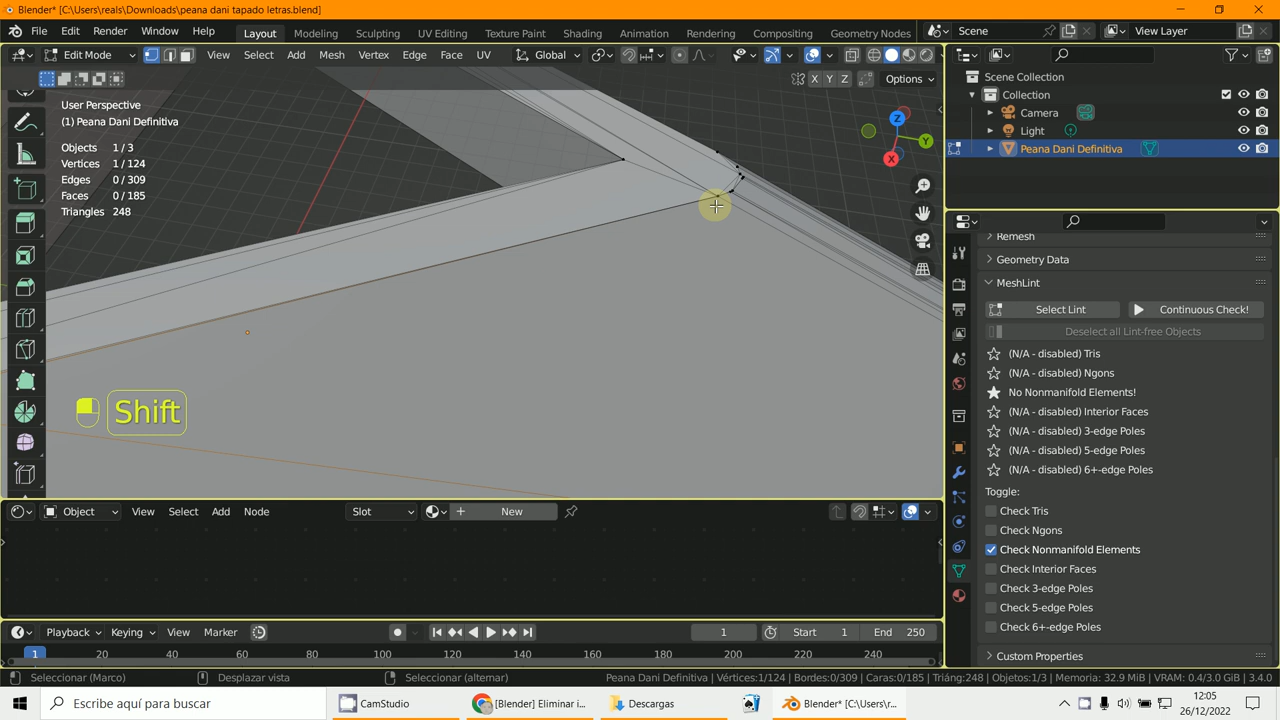 Blender* [C:\Users\reals\Downloads\peana dani tapado letras.blend]
File Edit Render Window Help Layout Modeling Sculpting UV Editing Texture Paint Shading Animation Rendering Compositing Geometry Nodes Scene View Layer
Edit Mode View Select Add Mesh Vertex Edge Face UV Global
X Y Z Options
User Perspective
(1) Peana Dani Definitiva
Objects 1 / 3
Vertices 1 / 124
Edges 0 / 309
Faces 0 / 185
Triangles 248
Z
Y
X
Shift
Scene Collection
Collection
Camera
Light
Peana Dani Definitiva
Remesh
Geometry Data
MeshLint
Select Lint Continuous Check!
Deselect all Lint-free Objects
(N/A - disabled) Tris
(N/A - disabled) Ngons
No Nonmanifold Elements!
(N/A - disabled) Interior Faces
(N/A - disabled) 3-edge Poles
(N/A - disabled) 5-edge Poles
(N/A - disabled) 6+-edge Poles
Toggle:
Check Tris
Check Ngons
Check Nonmanifold Elements
Check Interior Faces
Check 3-edge Poles
Check 5-edge Poles
Check 6+-edge Poles
Custom Properties
Object View Select Add Node Slot New
Playback Keying View Marker 1 Start 1 End 250
1 20 40 60 80 100 120 140 160 180 200 220 240
Seleccionar (Marco) Desplazar vista Seleccionar (alternar) Peana Dani Definitiva | Vértices:1/124 | Bordes:0/309 | Caras:0/185 | Triáng:248 | Objetos:1/3 | Memoria: 32.9 MiB | VRAM: 0.4/3.0 GiB | 3.4.0
Escribe aquí para buscar CamStudio [Blender] Eliminar i... Descargas Blender* [C:\Users\r... 12:05
26/12/2022